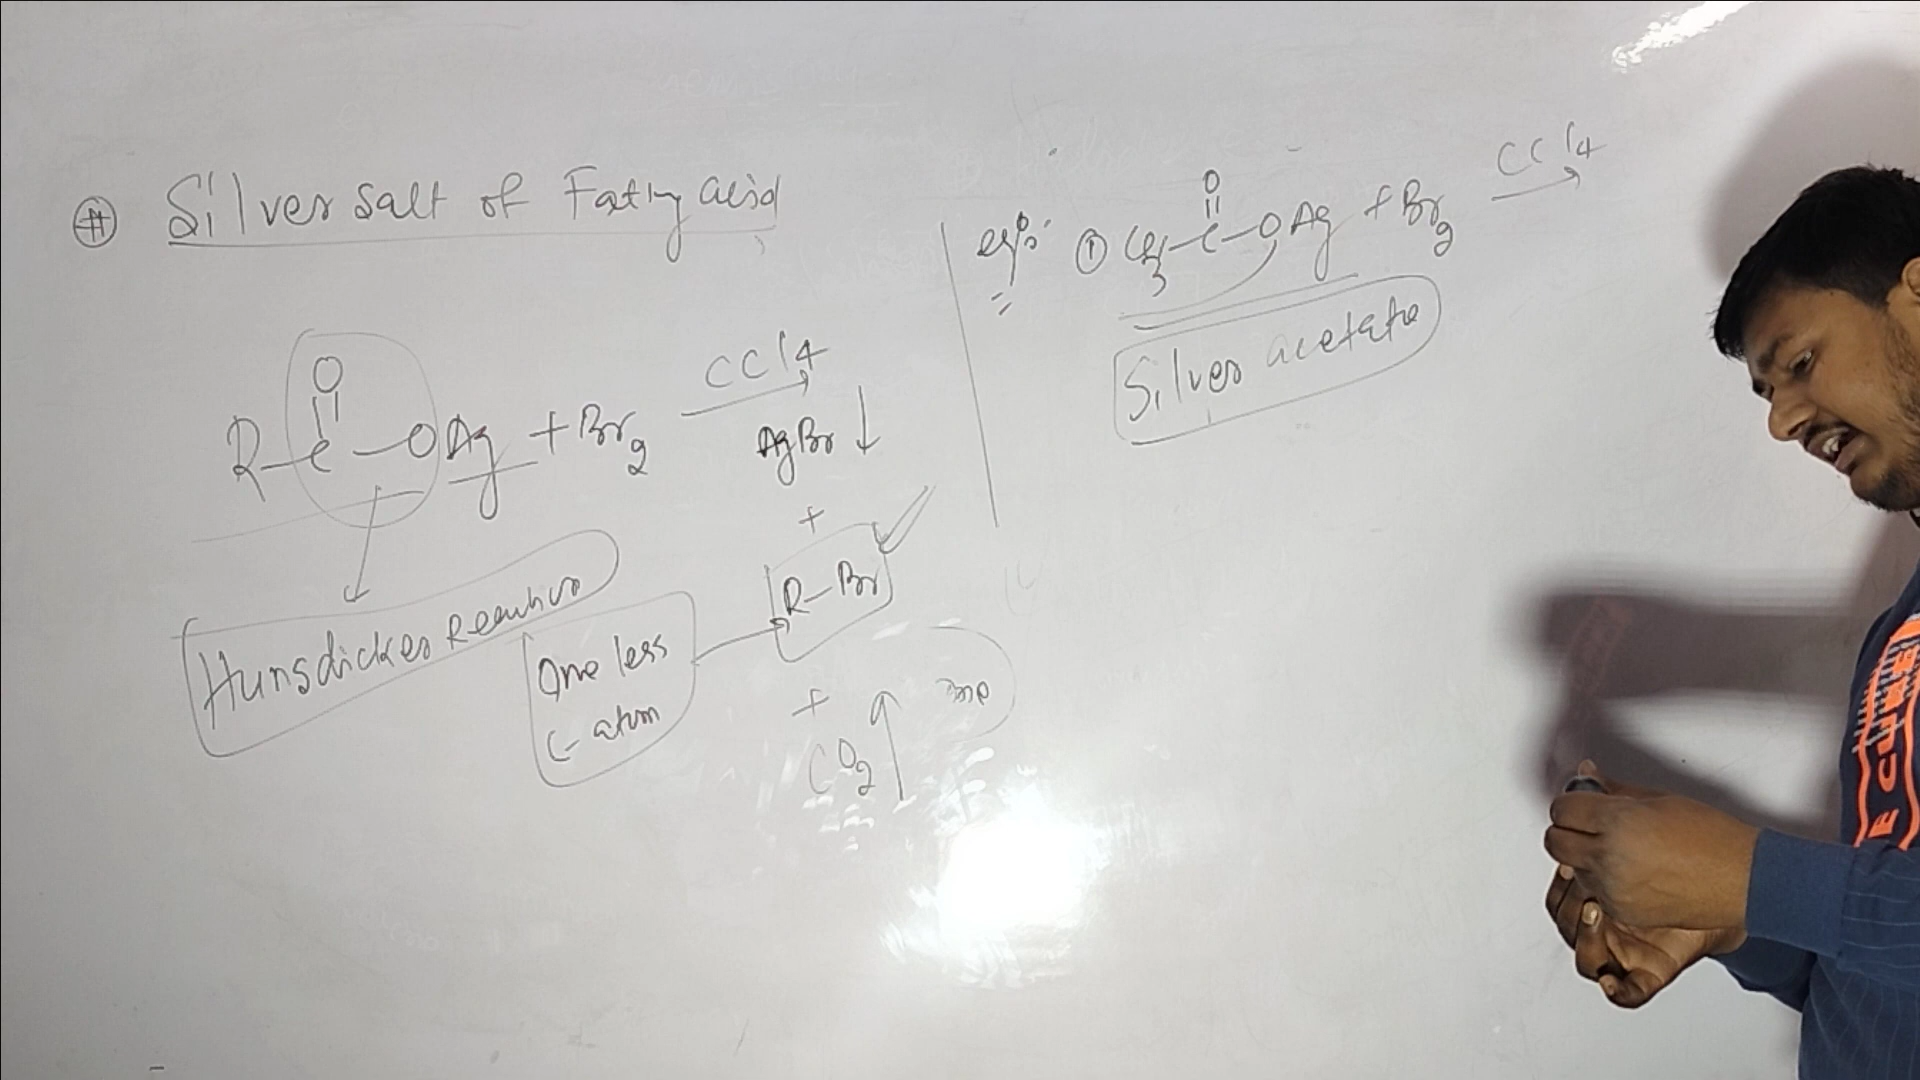 # Silver Salt of Fatty acid
R-C(=O)-OAg + Br2 →CCl4
AgBr ↓
+
R-Br
+
CO2 ↑
Hunsdicker Reaction
One less
C-atom
① CH3-C(=O)-OAg + Br2 →CCl4
Silver acetate
E CURE